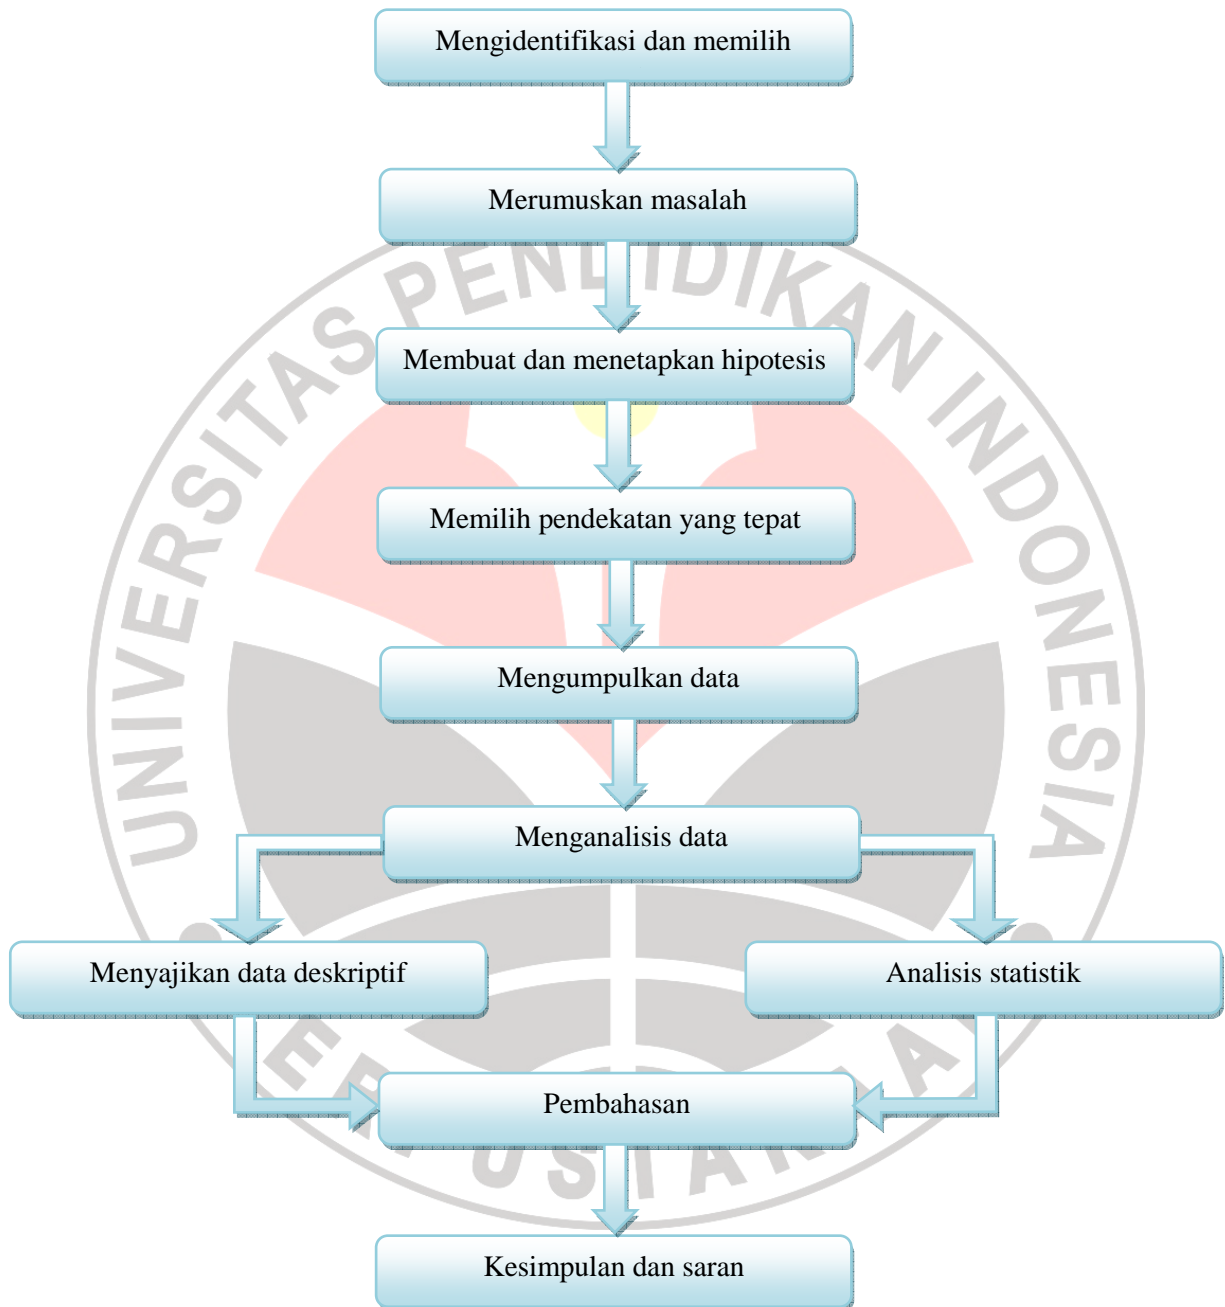 Mengidentifikasi dan memilih
Merumuskan masalah
Membuat dan menetapkan hipotesis
Memilih pendekatan yang tepat
Mengumpulkan data
Menganalisis data
Menyajikan data deskriptif
Analisis statistik
Pembahasan
Kesimpulan dan saran
UNIVERSITAS PENDIDIKAN INDONESIA